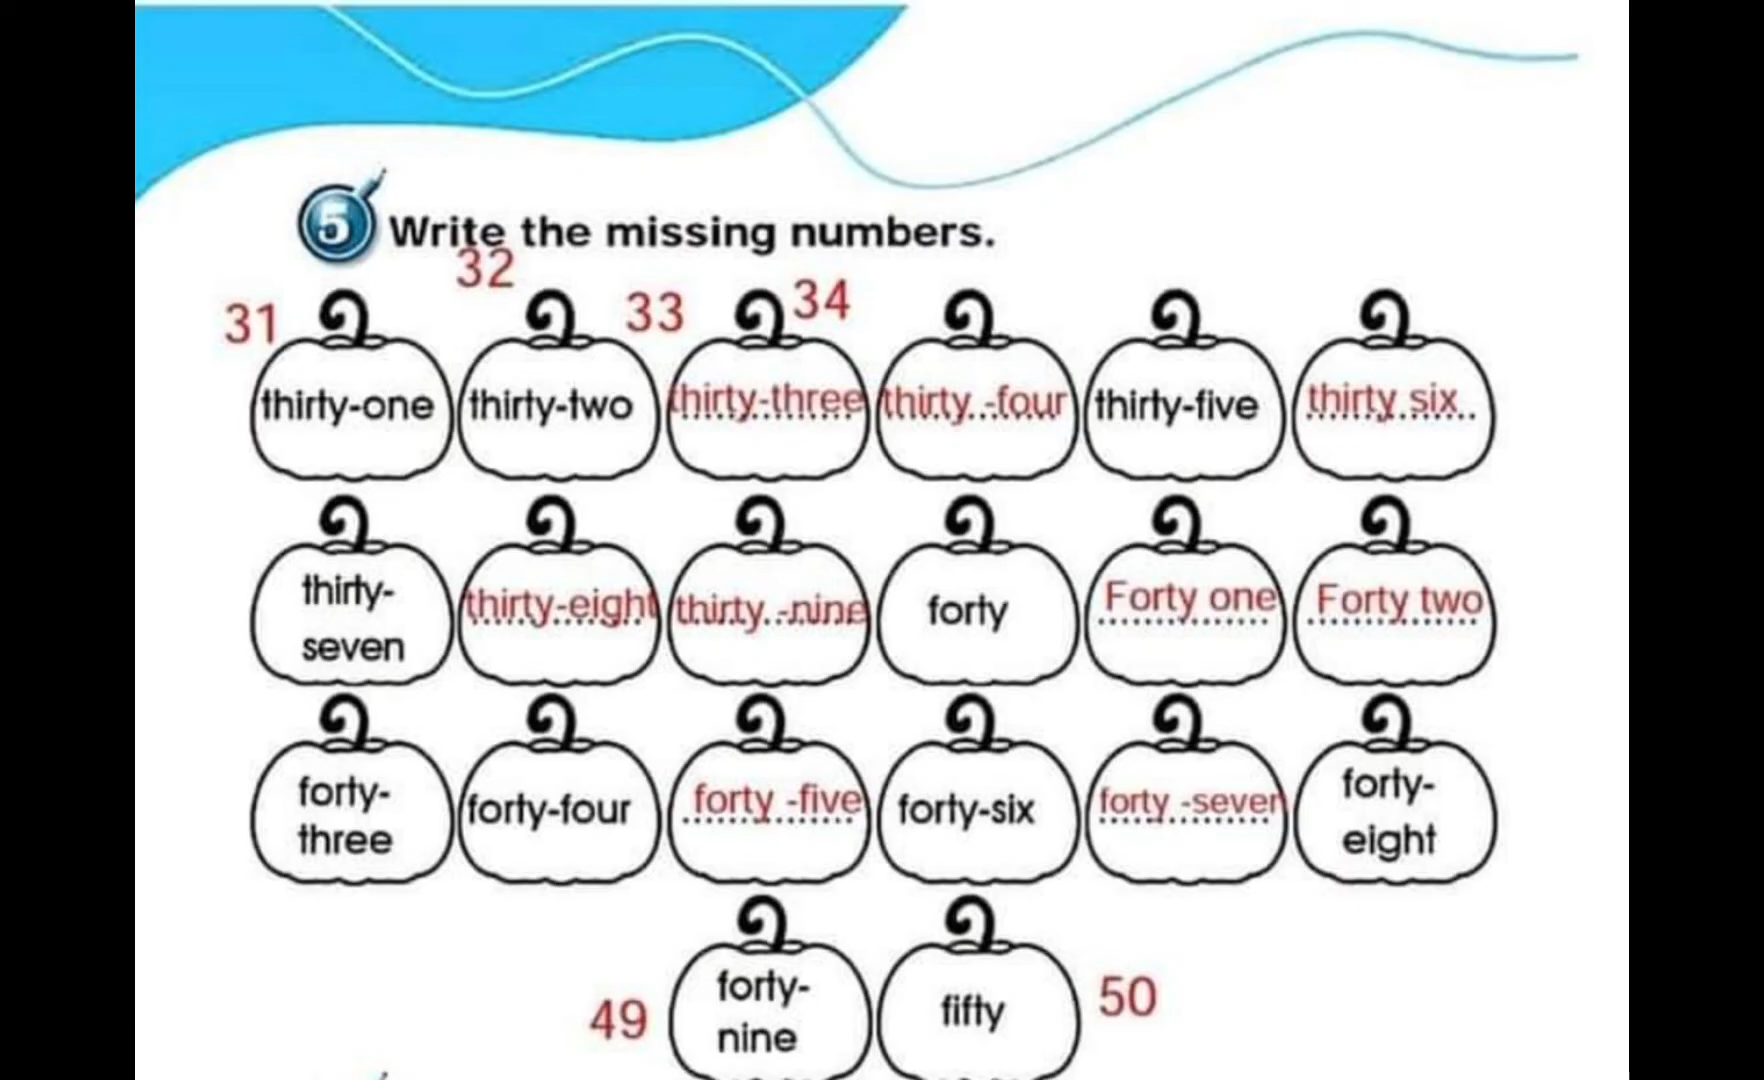 5 Write the missing numbers.
31 32 33 34
thirty-one thirty-two thirty-three thirty.-four thirty-five thirty six
thirty-
seven thirty-eight thirty.-nine forty Forty one Forty two
forty-
three forty-four forty -five forty-six forty -seven forty-
eight
49 forty-
nine fifty 50